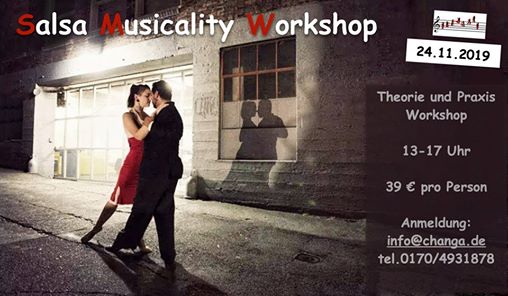 Salsa Musicality Workshop
24.11.2019
Theorie und Praxis
Workshop
13-17 Uhr
39 € pro Person
Anmeldung:
info@changa.de
tel.0170/4931878